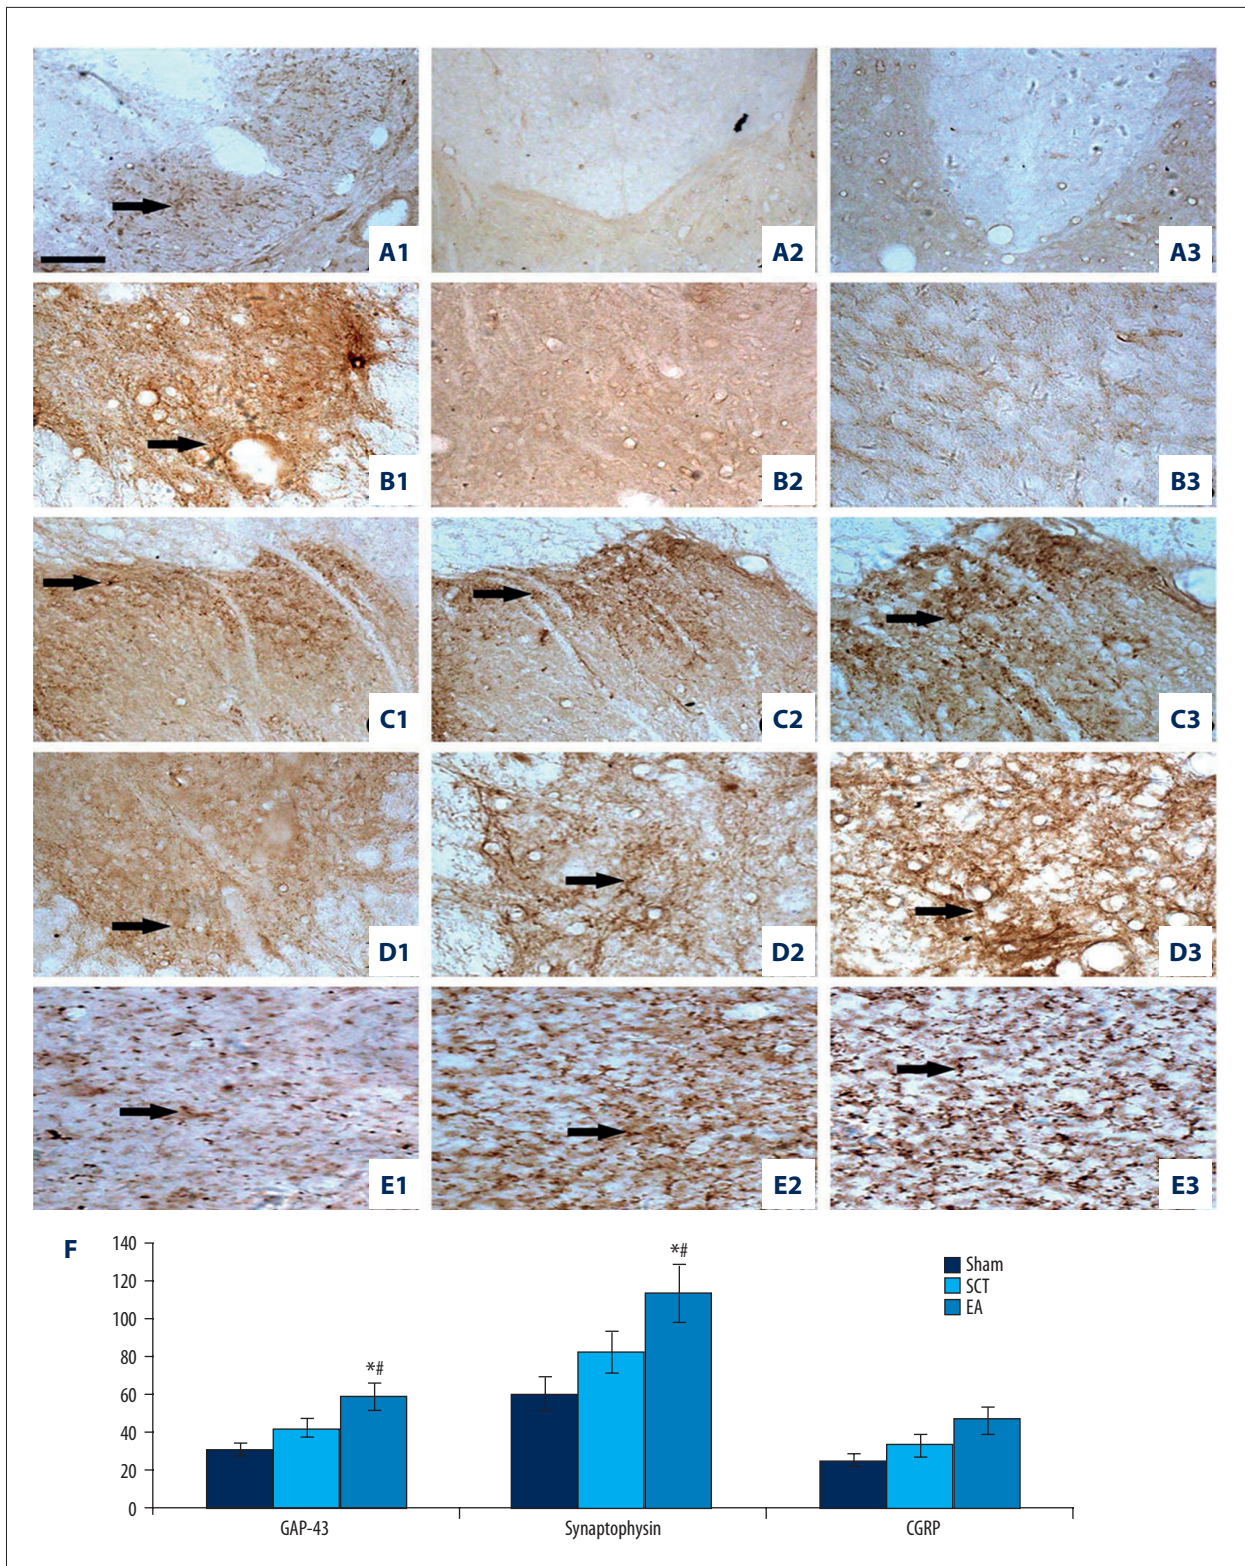 A1 A2 A3
B1 B2 B3
C1 C2 C3
D1 D2 D3
E1 E2 E3
F
140
120
100
80
60
40
20
0
*#
*#
Sham
SCT
EA
GAP-43 Synaptophysin CGRP